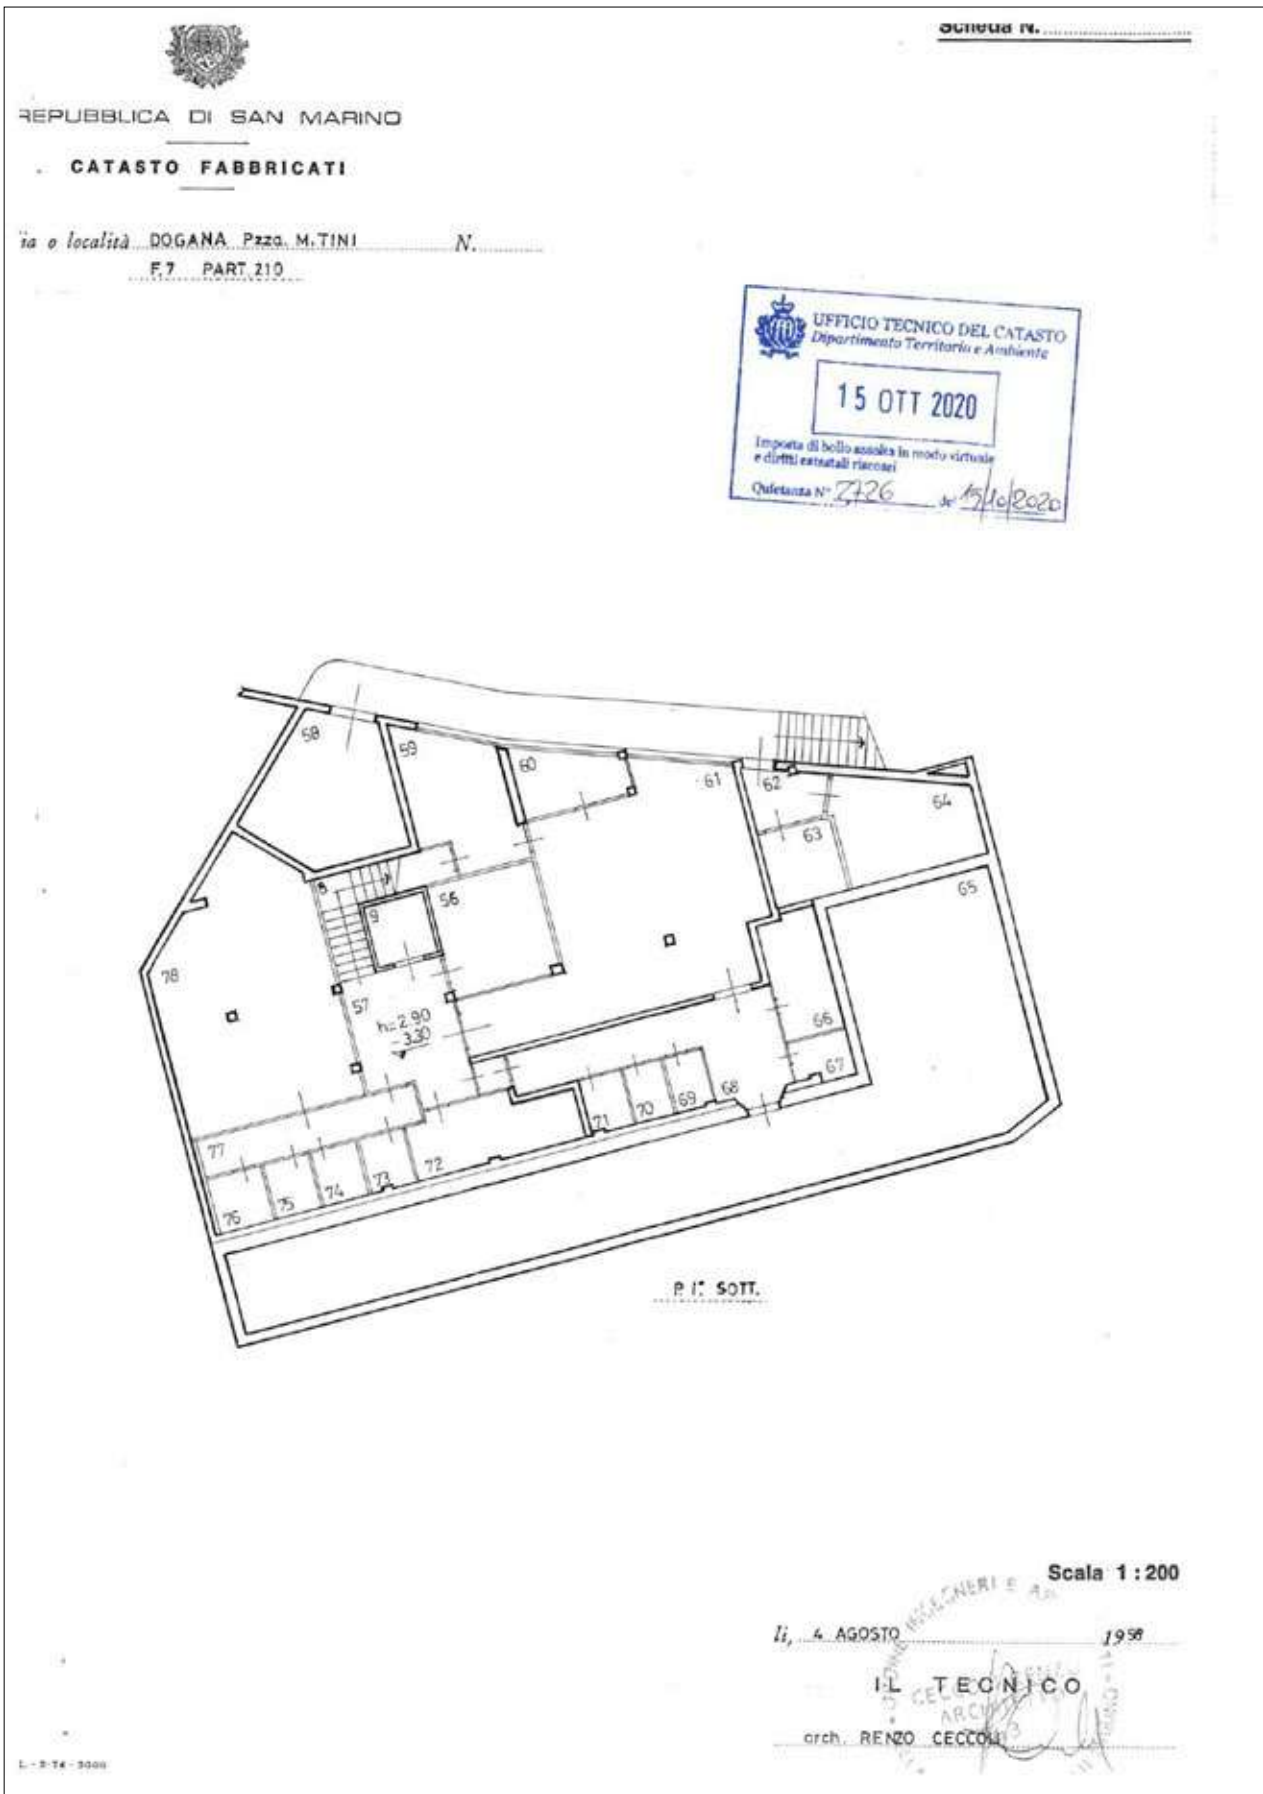 Scheda N.
REPUBBLICA DI SAN MARINO
CATASTO FABBRICATI
ia o località DOGANA Pzza. M. TINI N.
F. 7 PART. 210
UFFICIO TECNICO DEL CATASTO
Dipartimento Territorio e Ambiente
15 OTT 2020
Imposta di bollo assolta in modo virtuale
e diritti catastali riscossi
Quietanza N° 2726 15/10/2020
58
59
60
61
62
64
63
65
8
9
56
78
57
h=2.90
-3.30
66
67
68
69
70
71
72
73
74
75
76
77
P. 1° SOTT.
Scala 1:200
li, 4 AGOSTO 1998
IL TECNICO
arch. RENZO CECCOLI